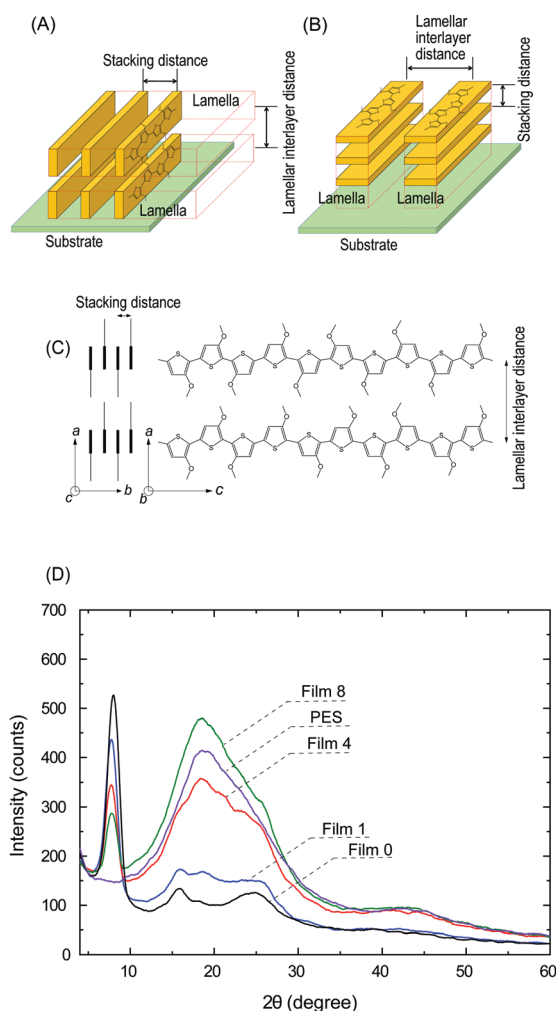 (A)
Stacking distance
Lamella
Lamellar interlayer distance
Lamella
Substrate
(B)
Lamellar
interlayer
distance
Stacking distance
Lamella
Lamella
Substrate
(C)
Stacking distance
a
b
c
a
b
c
S S S S S S S S S
O O O O O O O O O
S S S S S S S S S
O O O O O O O O O
Lamellar interlayer distance
(D)
700
600
500
400
300
200
100
0
Intensity (counts)
Film 8
PES
Film 4
Film 1
Film 0
10 20 30 40 50 60
2θ (degree)